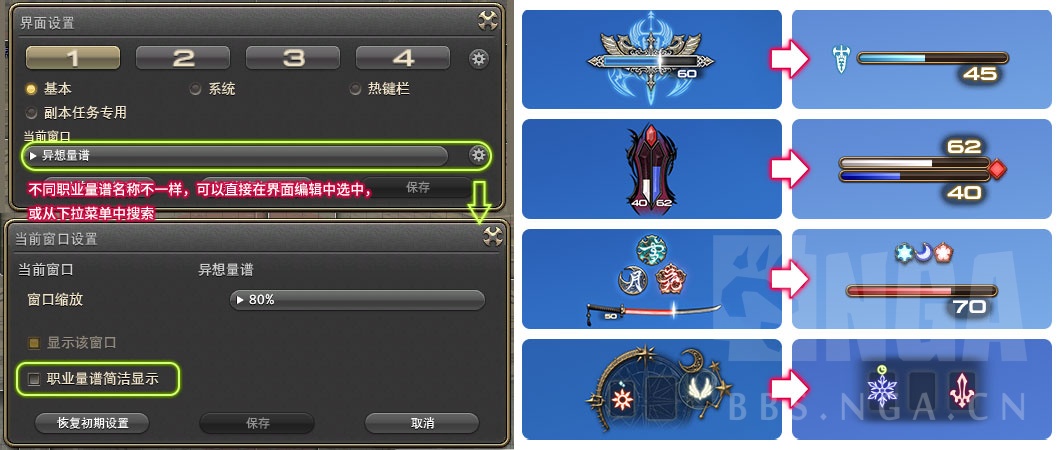 界面设置
1 2 3 4
基本 系统 热键栏
副本任务专用
当前窗口
异想量谱
不同职业量谱名称不一样，可以直接在界面编辑中选中，
保存
或从下拉菜单中搜索
当前窗口设置
当前窗口 异想量谱
窗口缩放 80%
显示该窗口
职业量谱简洁显示
恢复初期设置 保存 取消
60
45
40 62
62
40
雪
月
花
50
70
NGA
BBS.NGA.CN